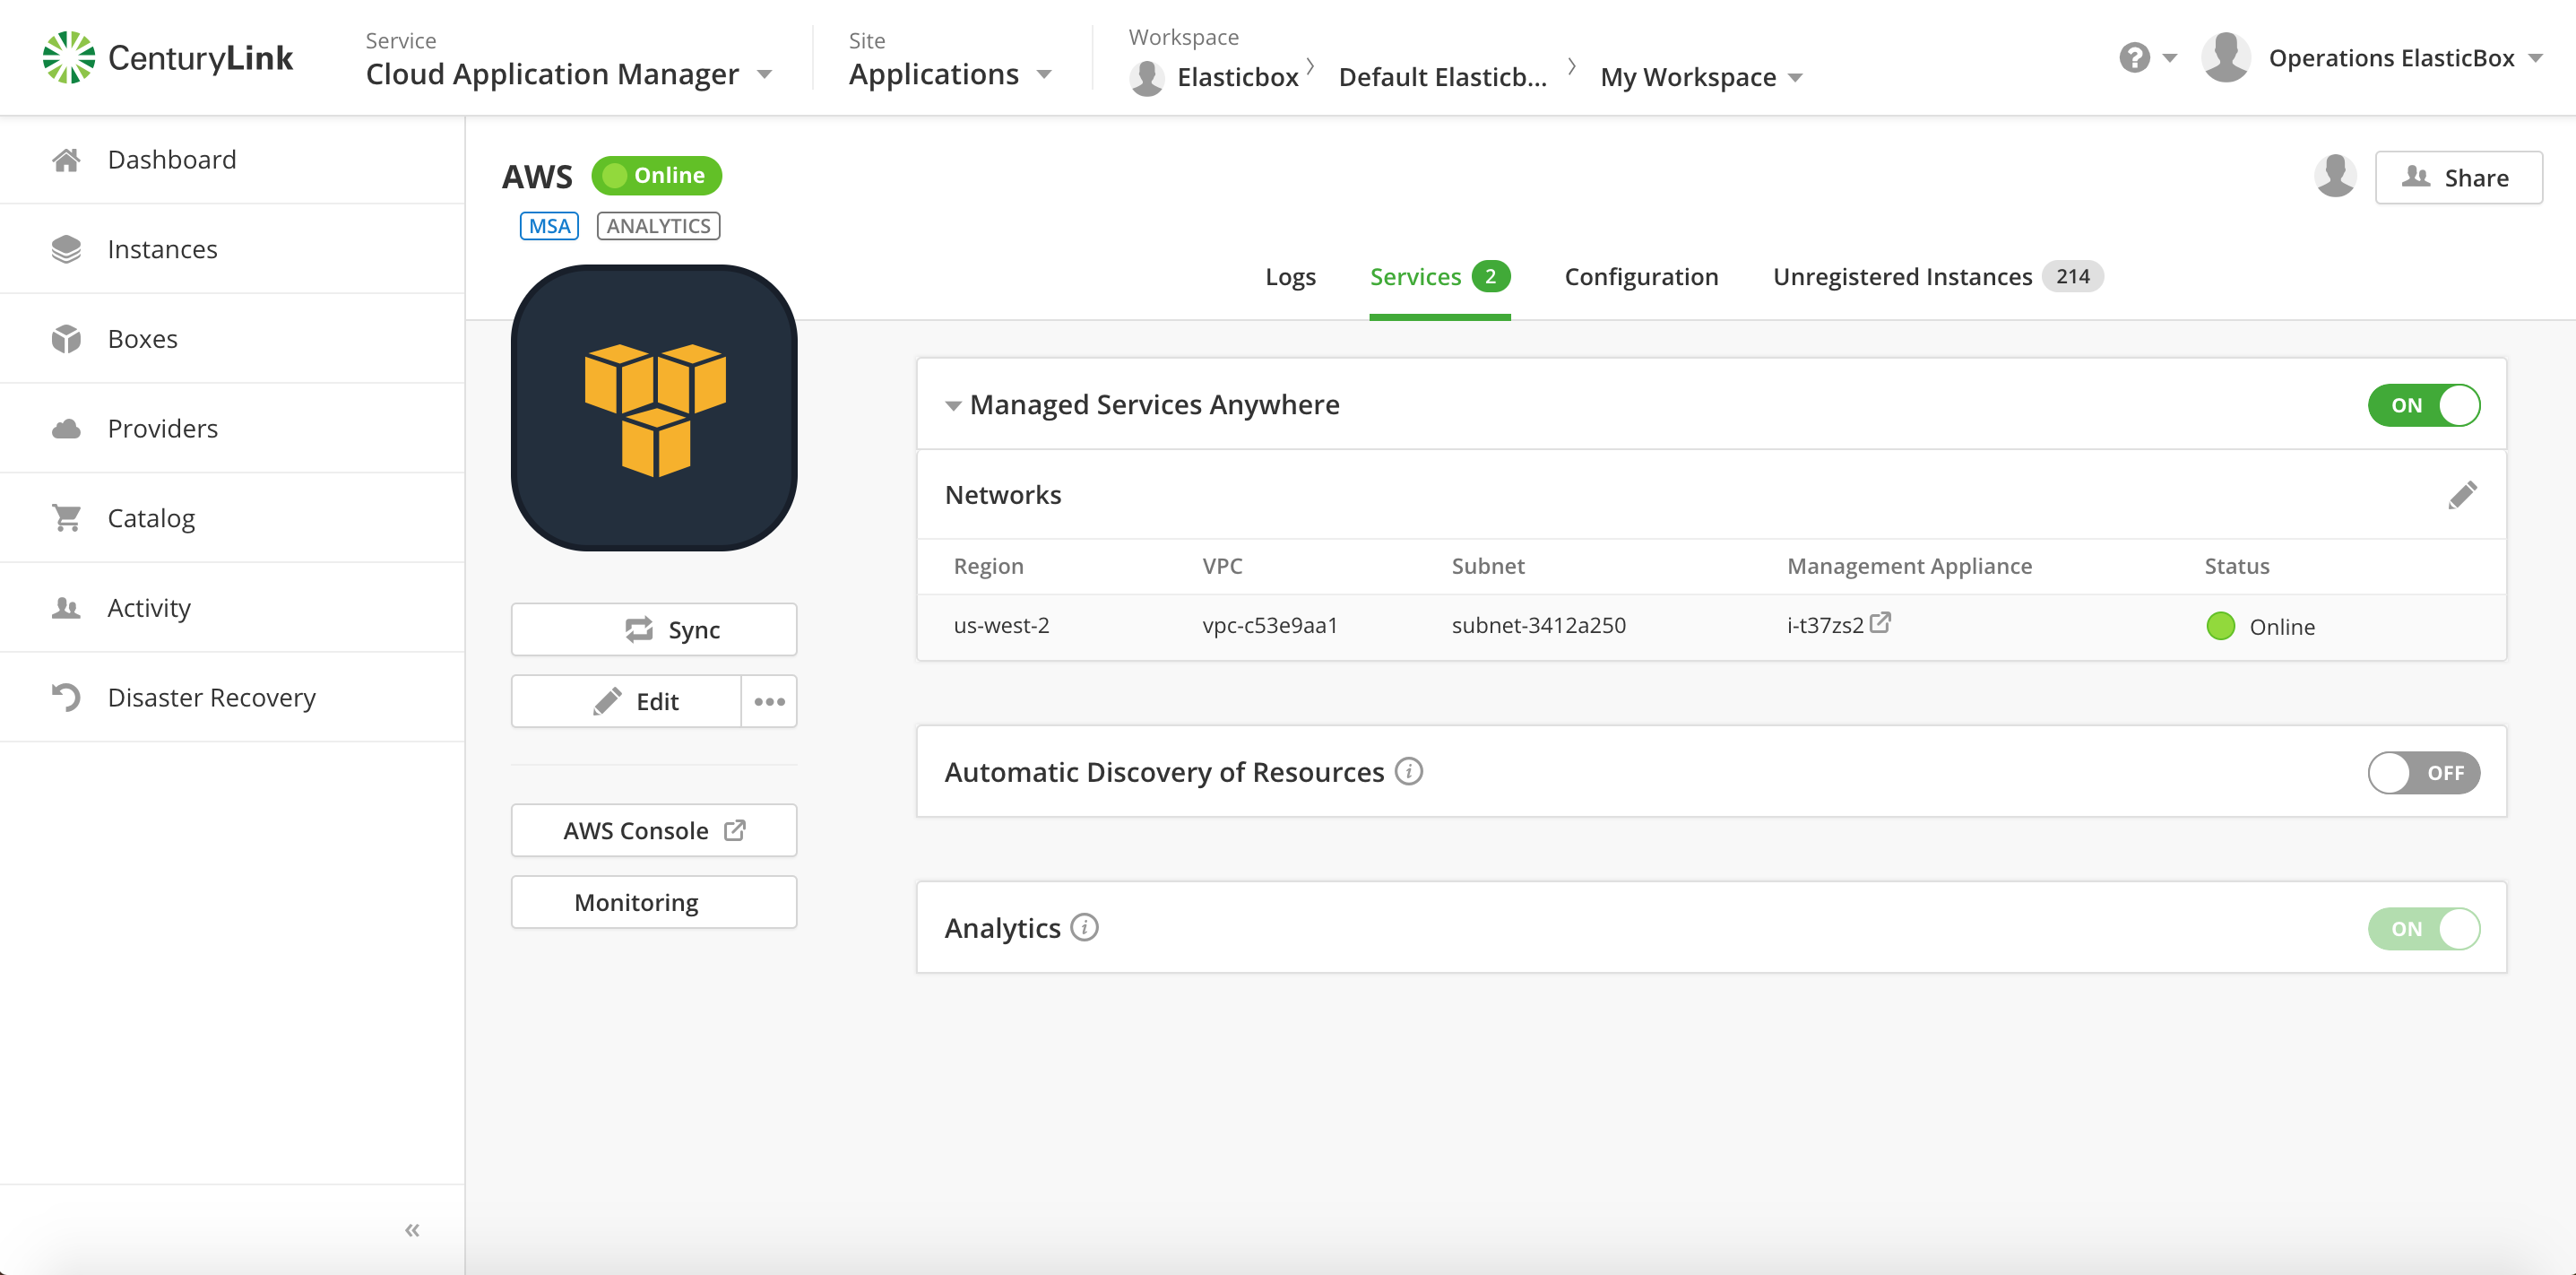 CenturyLink
Service
Cloud Application Manager
Site
Applications
Workspace
Elasticbox
Default Elasticb...
My Workspace
?
Operations ElasticBox
Dashboard
Instances
Boxes
Providers
Catalog
Activity
Disaster Recovery
«
AWS
Online
MSA
ANALYTICS
Share
Logs
Services 2
Configuration
Unregistered Instances 214
Sync
Edit
AWS Console
Monitoring
Managed Services Anywhere
ON
Networks
Region VPC Subnet Management Appliance Status
us-west-2 vpc-c53e9aa1 subnet-3412a250 i-t37zs2 Online
Automatic Discovery of Resources i
OFF
Analytics i
ON